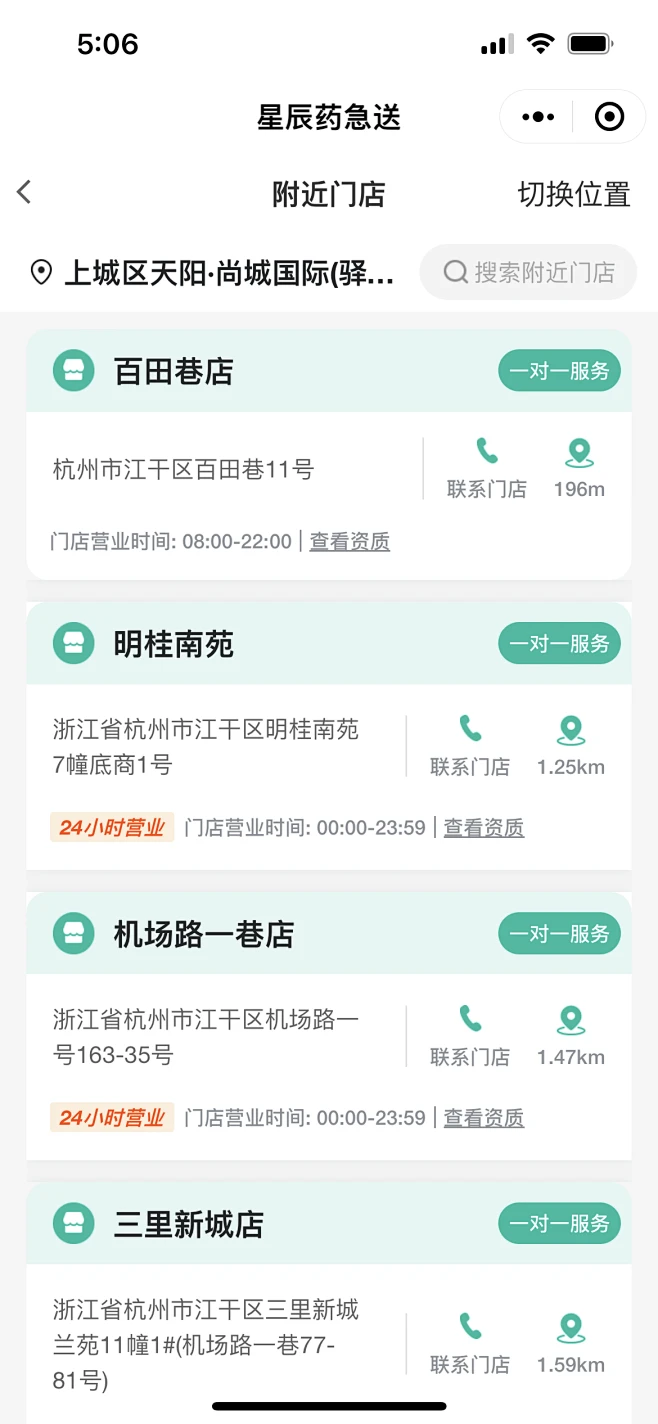 5:06
星辰药急送
附近门店
切换位置
上城区天阳·尚城国际(驿...
搜索附近门店
百田巷店
一对一服务
杭州市江干区百田巷11号
联系门店
196m
门店营业时间: 08:00-22:00 | 查看资质
明桂南苑
一对一服务
浙江省杭州市江干区明桂南苑
7幢底商1号
联系门店
1.25km
24小时营业 门店营业时间: 00:00-23:59 | 查看资质
机场路一巷店
一对一服务
浙江省杭州市江干区机场路一
号163-35号
联系门店
1.47km
24小时营业 门店营业时间: 00:00-23:59 | 查看资质
三里新城店
一对一服务
浙江省杭州市江干区三里新城
兰苑11幢1#(机场路一巷77-
81号)
联系门店
1.59km